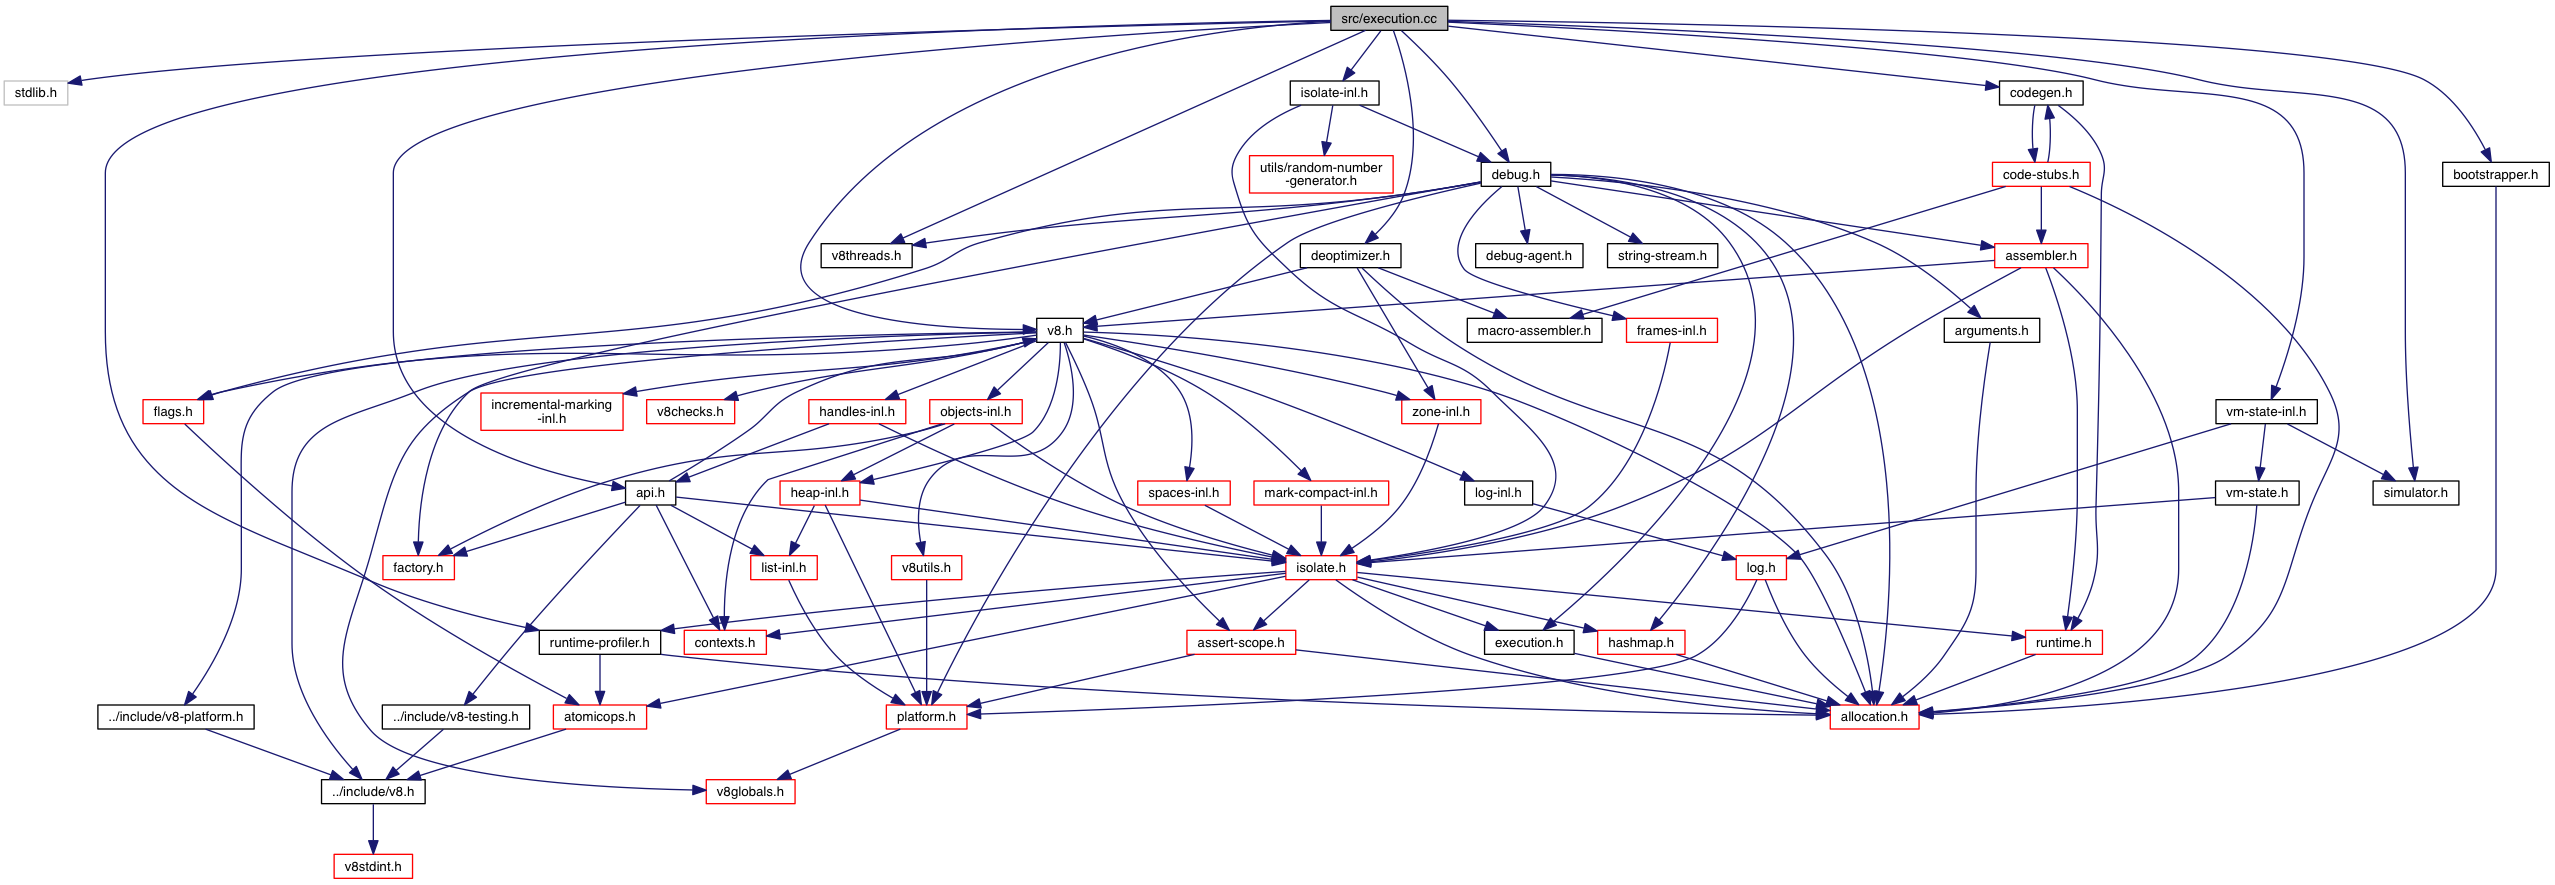 src/execution.cc
stdlib.h
isolate-inl.h
codegen.h
utils/random-number
-generator.h
debug.h
code-stubs.h
bootstrapper.h
v8threads.h
deoptimizer.h
debug-agent.h
string-stream.h
assembler.h
v8.h
macro-assembler.h
frames-inl.h
arguments.h
flags.h
incremental-marking
-inl.h
v8checks.h
handles-inl.h
objects-inl.h
zone-inl.h
vm-state-inl.h
api.h
heap-inl.h
spaces-inl.h
mark-compact-inl.h
log-inl.h
vm-state.h
simulator.h
factory.h
list-inl.h
v8utils.h
isolate.h
log.h
runtime-profiler.h
contexts.h
assert-scope.h
execution.h
hashmap.h
runtime.h
../include/v8-platform.h
../include/v8-testing.h
atomicops.h
platform.h
allocation.h
../include/v8.h
v8globals.h
v8stdint.h